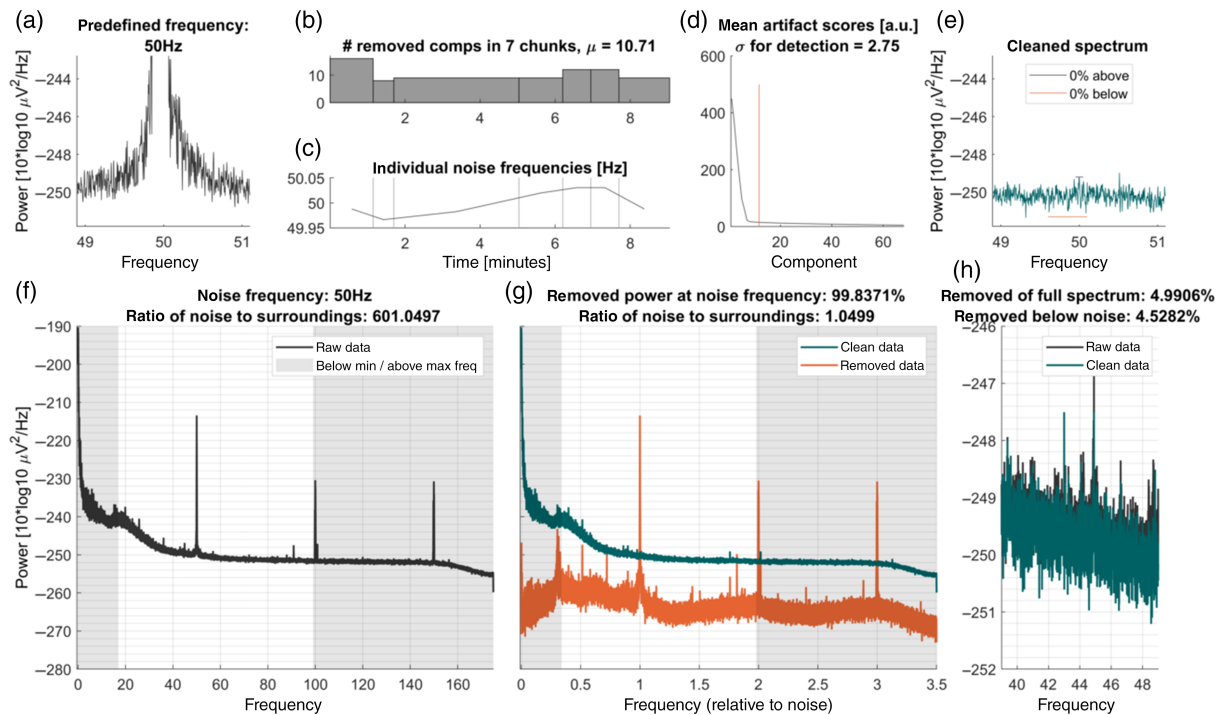 (a)
Predefined frequency:
50Hz
Power [10*log10 μV²/Hz]
−244
−246
−248
−250
49
50
51
Frequency
(b)
# removed comps in 7 chunks, μ = 10.71
10
0
2
4
6
8
(c)
Individual noise frequencies [Hz]
50.05
50
49.95
2
4
6
8
Time [minutes]
(d)
Mean artifact scores [a.u.]
σ for detection = 2.75
600
400
200
0
20
40
60
Component
(e)
Cleaned spectrum
0% above
0% below
Power [10*log10 μV²/Hz]
−244
−246
−248
−250
49
50
51
Frequency
(f)
Noise frequency: 50Hz
Ratio of noise to surroundings: 601.0497
Raw data
Below min / above max freq
Power [10*log10 μV²/Hz]
−190
−200
−210
−220
−230
−240
−250
−260
−270
−280
0
20
40
60
80
100
120
140
160
Frequency
(g)
Removed power at noise frequency: 99.8371%
Ratio of noise to surroundings: 1.0499
Clean data
Removed data
0
0.5
1
1.5
2
2.5
3
3.5
Frequency (relative to noise)
(h)
Removed of full spectrum: 4.9906%
Removed below noise: 4.5282%
Raw data
Clean data
−246
−247
−248
−249
−250
−251
−252
40
42
44
46
48
Frequency